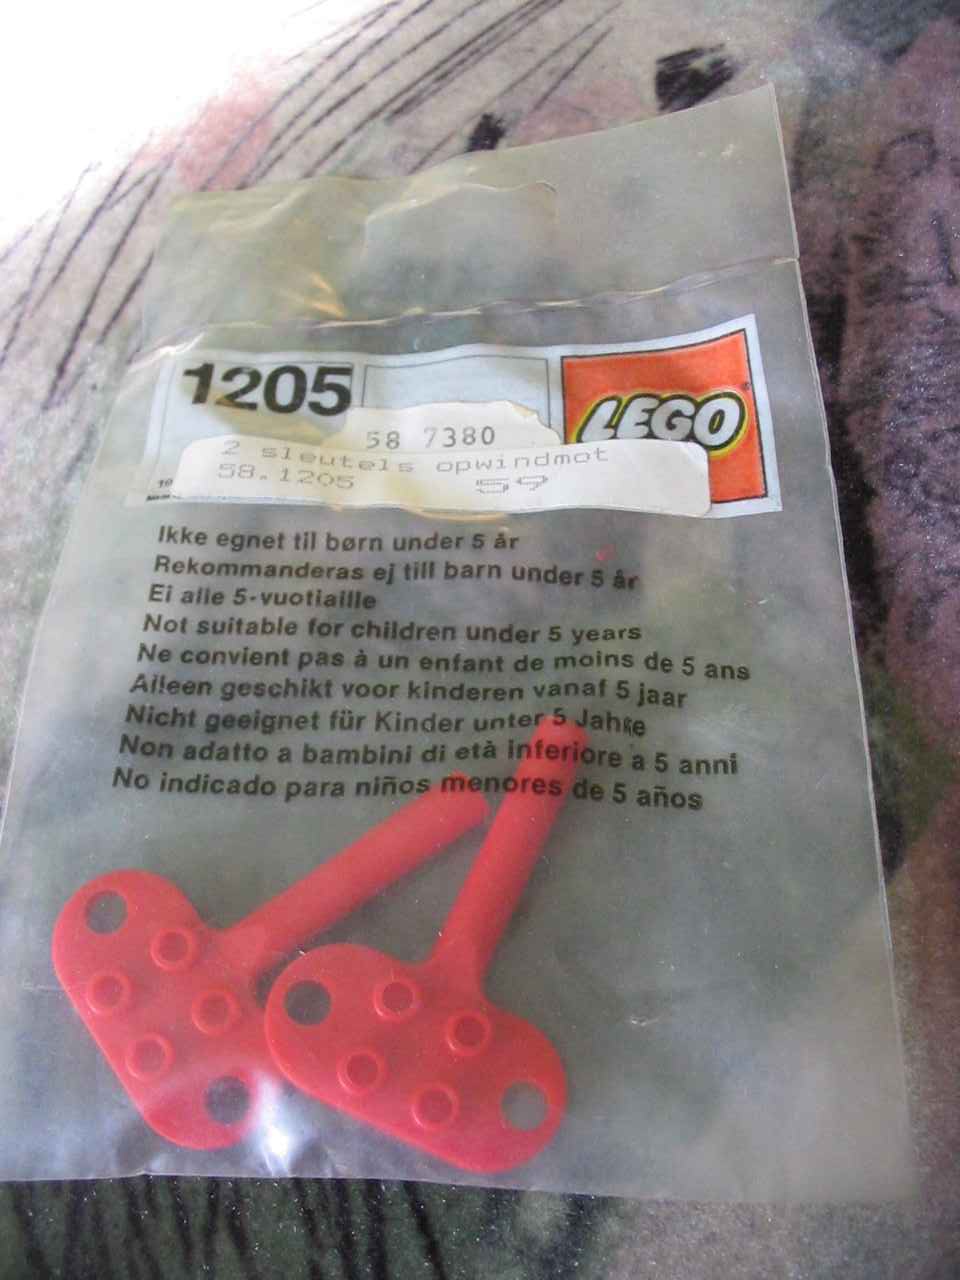 1205
LEGO
58 7380
2 sleutels opwindmot
58.1205 59
Ikke egnet til børn under 5 år
Rekommanderas ej till barn under 5 år
Ei alle 5-vuotiaille
Not suitable for children under 5 years
Ne convient pas à un enfant de moins de 5 ans
Alleen geschikt voor kinderen vanaf 5 jaar
Nicht geeignet für Kinder unter 5 Jahre
Non adatto a bambini di età inferiore a 5 anni
No indicado para niños menores de 5 años